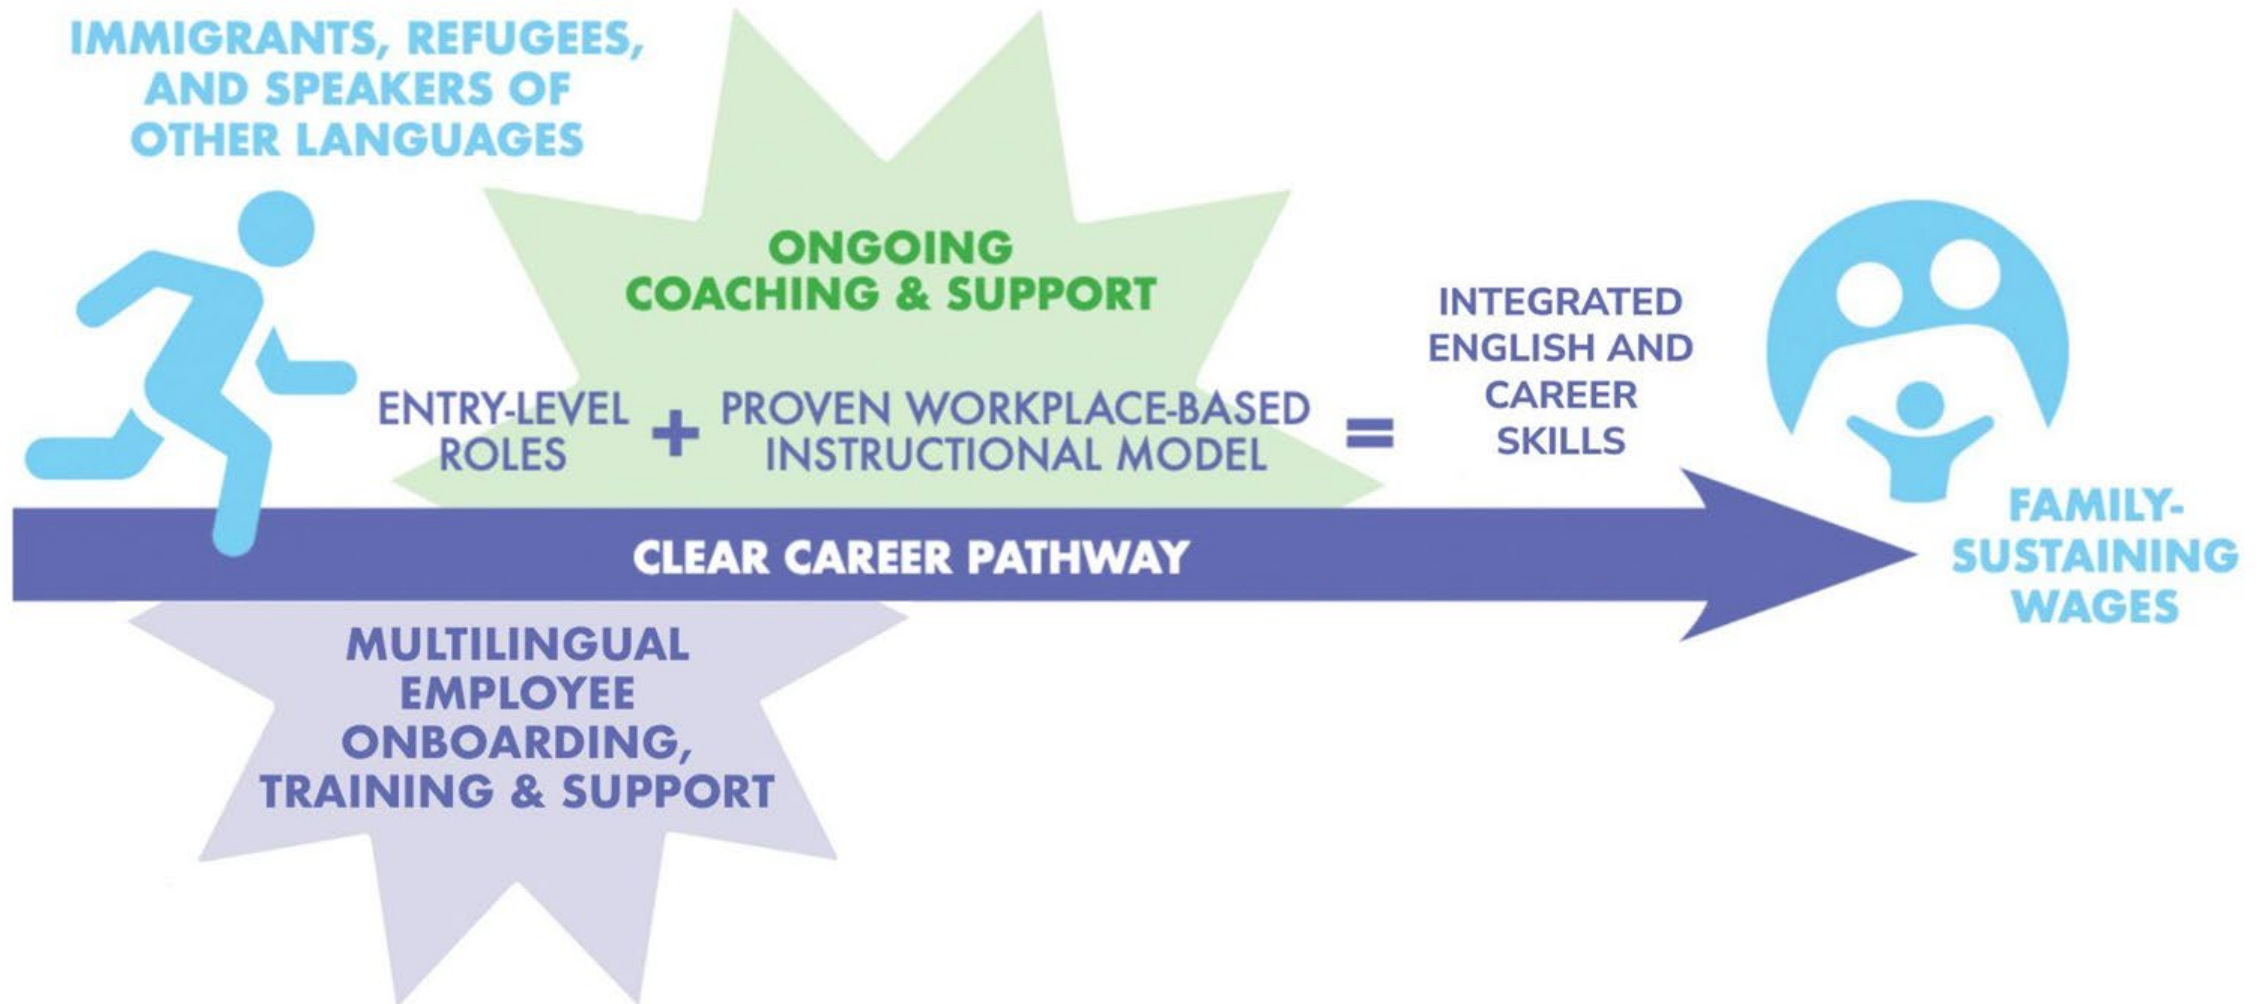 IMMIGRANTS, REFUGEES,
AND SPEAKERS OF
OTHER LANGUAGES
ONGOING
COACHING & SUPPORT
ENTRY-LEVEL
ROLES
+
PROVEN WORKPLACE-BASED
INSTRUCTIONAL MODEL
=
INTEGRATED
ENGLISH AND
CAREER
SKILLS
CLEAR CAREER PATHWAY
FAMILY-
SUSTAINING
WAGES
MULTILINGUAL
EMPLOYEE
ONBOARDING,
TRAINING & SUPPORT